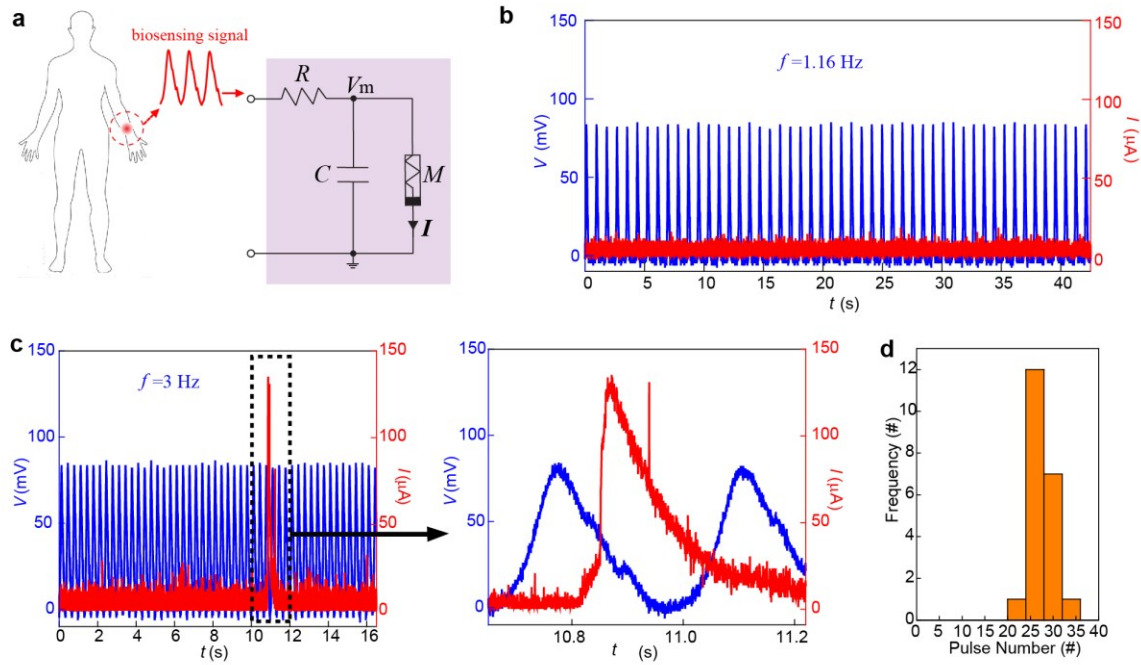 a
biosensing signal
R
Vm
C
M
I
b
f =1.16 Hz
V (mV)
150
100
50
0
I (μA)
150
100
50
0
0 5 10 15 20 25 30 35 40
t (s)
c
f =3 Hz
V (mV)
150
100
50
0
I (μA)
150
100
50
0
0 2 4 6 8 10 12 14 16
t (s)
V (mV)
150
100
50
0
I (μA)
150
100
50
0
10.8 11.0 11.2
t (s)
d
Frequency (#)
12
10
8
6
4
2
0
0 5 10 15 20 25 30 35 40
Pulse Number (#)